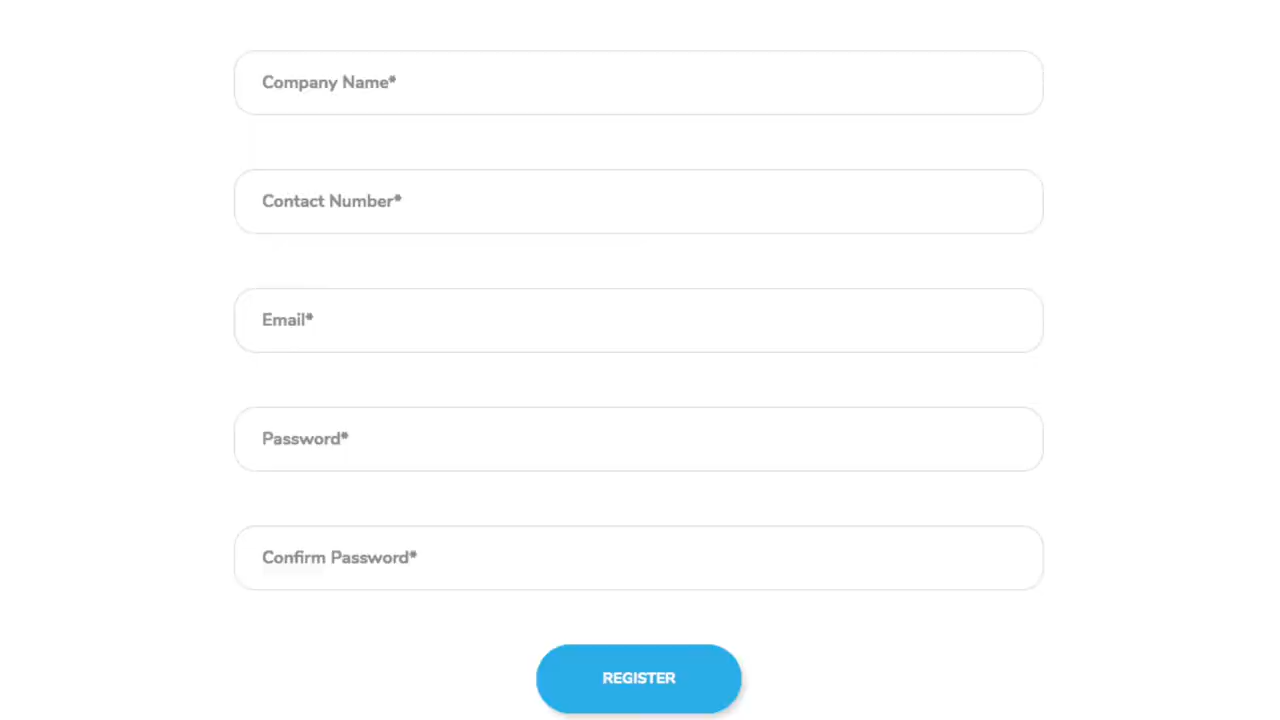 Company Name*
Contact Number*
Email*
Password*
Confirm Password*
REGISTER